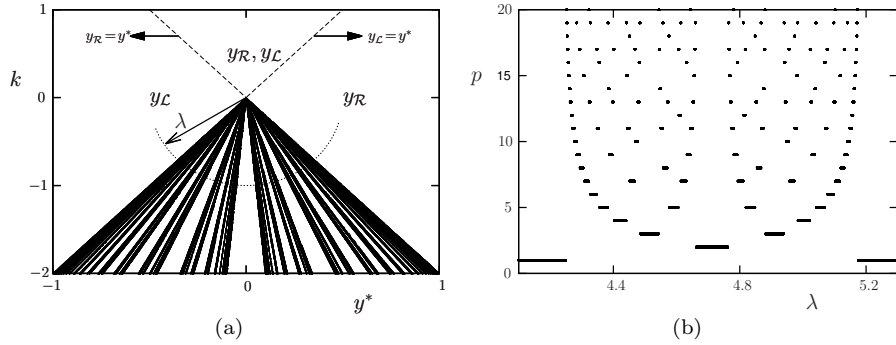 1
y_R=y*
y_R, y_L
y_L=y*
k
0
y_L
y_R
λ
−1
−2
−1
0
1
y*
(a)
20
p
15
10
5
0
4.4
4.8
5.2
λ
(b)